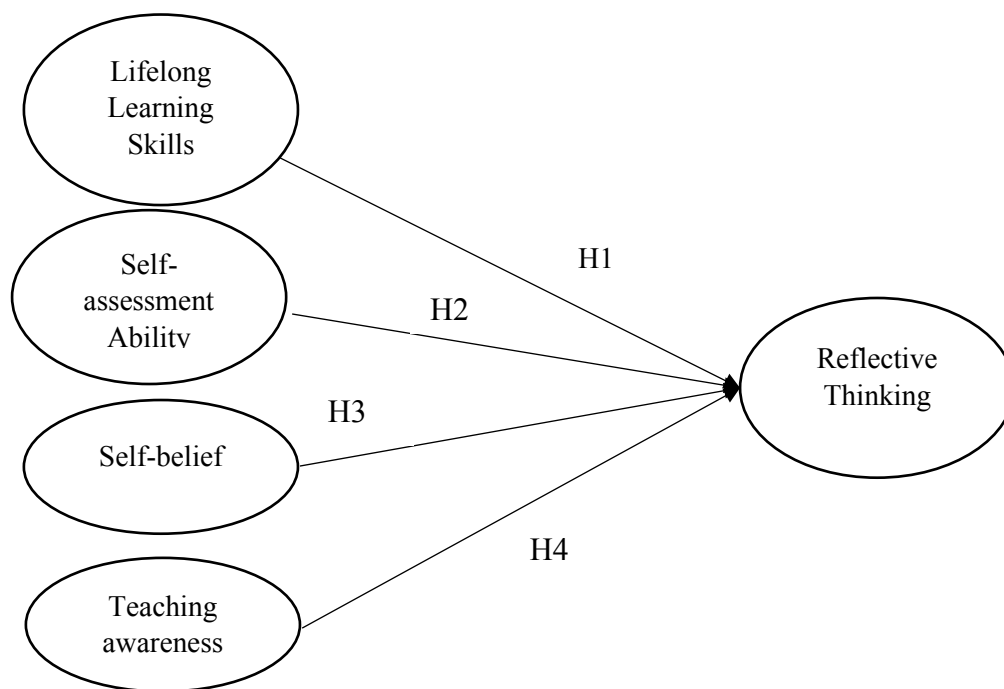 Lifelong
Learning
Skills
H1
Self-
assessment
Ability
H2
H3
Self-belief
Reflective
Thinking
H4
Teaching
awareness